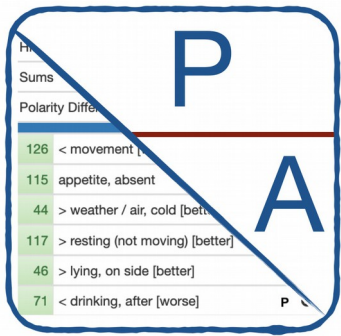 P
Sums
Polarity Diffe
126 < movement [
A
115 appetite, absent
44 > weather / air, cold [bett
117 > resting (not moving) [better]
46 > lying, on side [better]
71 < drinking, after [worse] P